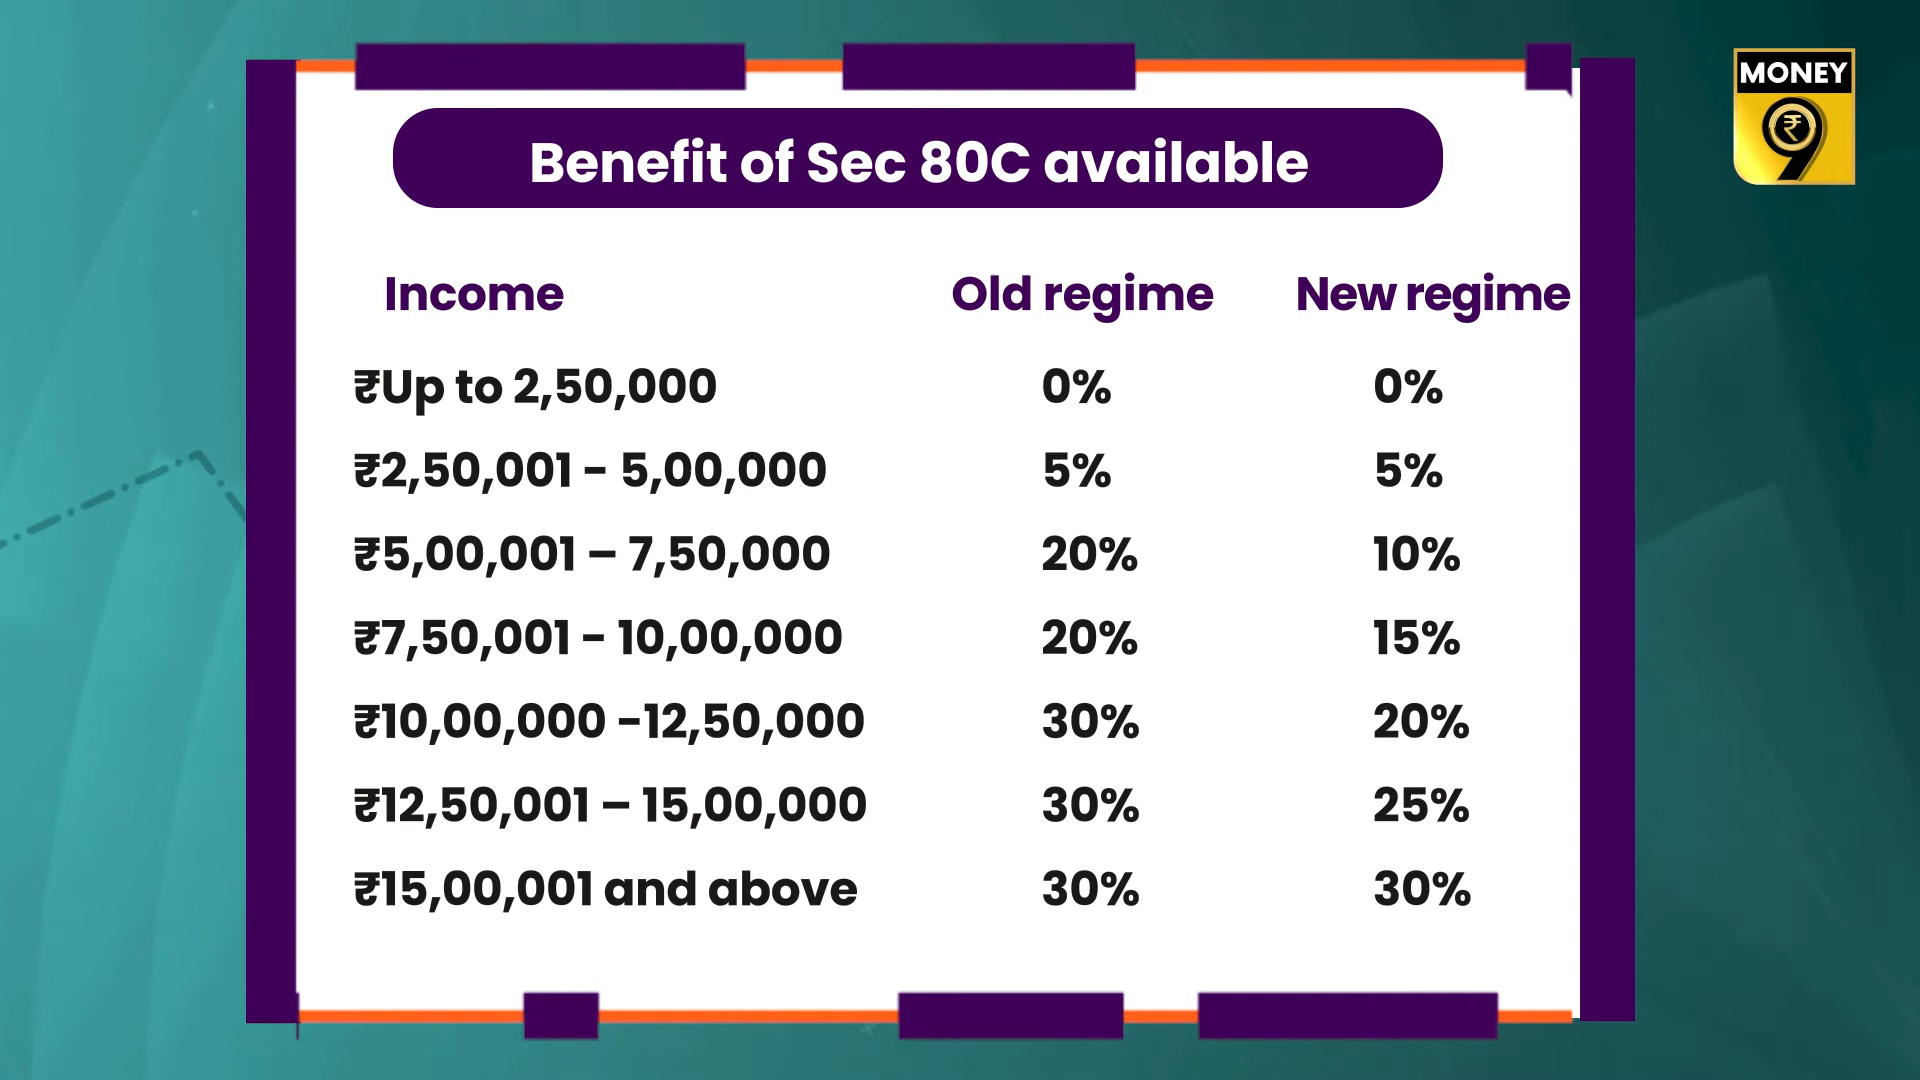 MONEY
₹
9
Benefit of Sec 80C available
Income Old regime New regime
₹Up to 2,50,000 0% 0%
₹2,50,001 - 5,00,000 5% 5%
₹5,00,001 – 7,50,000 20% 10%
₹7,50,001 - 10,00,000 20% 15%
₹10,00,000 -12,50,000 30% 20%
₹12,50,001 – 15,00,000 30% 25%
₹15,00,001 and above 30% 30%